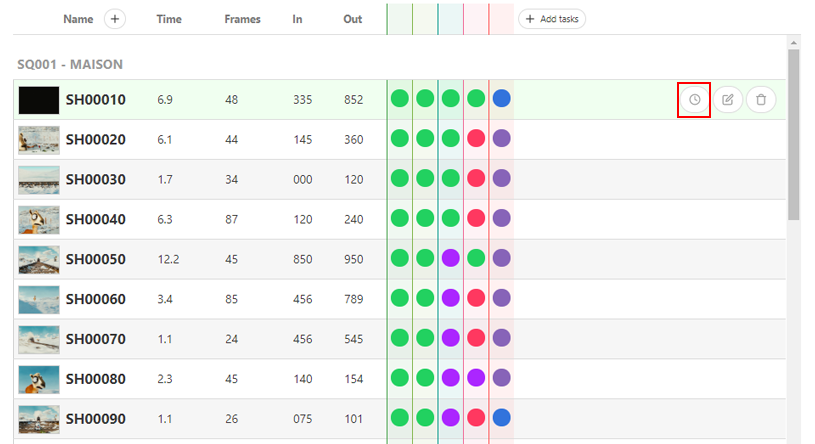 Name + Time Frames In Out + Add tasks
SQ001 - MAISON
SH00010 6.9 48 335 852
SH00020 6.1 44 145 360
SH00030 1.7 34 000 120
SH00040 6.3 87 120 240
SH00050 12.2 45 850 950
SH00060 3.4 85 456 789
SH00070 1.1 24 456 545
SH00080 2.3 45 140 154
SH00090 1.1 26 075 101